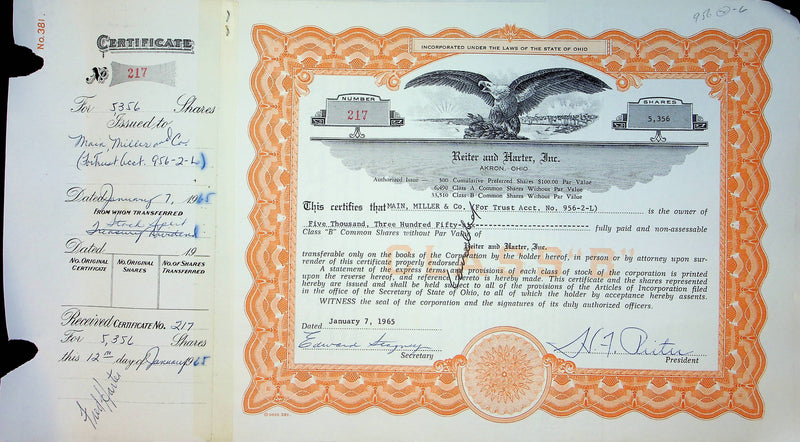 No. 381.
CERTIFICATE
No 217
For 5356 Shares
Issued to
Main, Miller and Co.
(For Trust Acct. 956-2-L)
Dated January 7, 1965
FROM WHOM TRANSFERRED
Stock Split
Treasury Dividend
Dated 19
No. ORIGINAL CERTIFICATE
No. ORIGINAL SHARES
No. OF SHARES TRANSFERRED
Received CERTIFICATE No. 217
For 5,356 Shares
this 12th day of January 1965
956
INCORPORATED UNDER THE LAWS OF THE STATE OF OHIO
NUMBER
217
SHARES
5,356
Reiter and Harter, Inc.
AKRON, OHIO
Authorized Issue — 500 Cumulative Preferred Shares $100.00 Par Value
6,490 Class A Common Shares Without Par Value
33,510 Class B Common Shares Without Par Value
This certifies that MAIN, MILLER & Co. (For Trust Acct. No. 956-2-L) is the owner of
Five Thousand, Three Hundred Fifty- fully paid and non-assessable
Class "B" Common Shares without Par Value of
Reiter and Harter, Inc.
CLASS "B"
transferable only on the books of the Corporation by the holder hereof, in person or by attorney upon sur-
render of this certificate properly endorsed.
A statement of the express terms and provisions of each class of stock of the corporation is printed
upon the reverse hereof, and reference thereto is hereby made. This certificate and the shares represented
hereby are issued and shall be held subject to all of the provisions of the Articles of Incorporation filed
in the office of the Secretary of State of Ohio, to all of which the holder by acceptance hereby assents.
WITNESS the seal of the corporation and the signatures of its duly authorized officers.
Dated January 7, 1965
Secretary
President